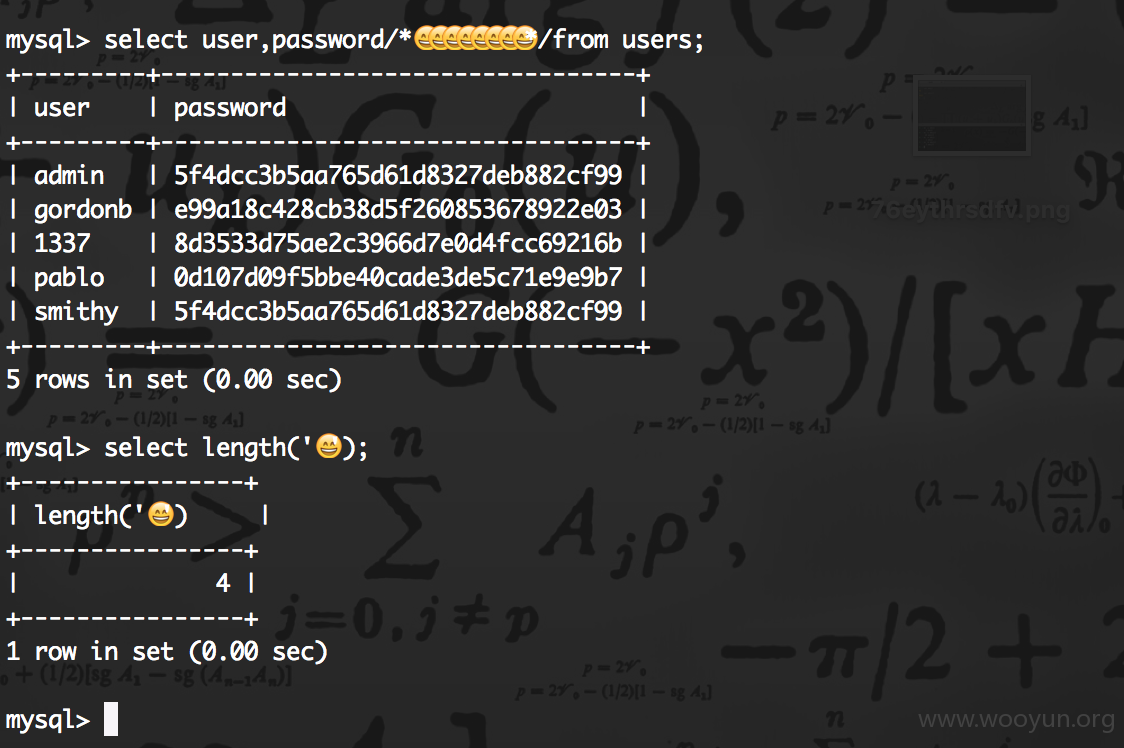 mysql> select user,password/*😅😅😅😅😅😅😅😅*/from users;
+---------+----------------------------------+
| user    | password                         |
+---------+----------------------------------+
| admin   | 5f4dcc3b5aa765d61d8327deb882cf99 |
| gordonb | e99a18c428cb38d5f260853678922e03 |
| 1337    | 8d3533d75ae2c3966d7e0d4fcc69216b |
| pablo   | 0d107d09f5bbe40cade3de5c71e9e9b7 |
| smithy  | 5f4dcc3b5aa765d61d8327deb882cf99 |
+---------+----------------------------------+
5 rows in set (0.00 sec)
mysql> select length('😅);
+----------------+
| length('😅)     |
+----------------+
|              4 |
+----------------+
1 row in set (0.00 sec)
mysql>
76eythrsdfv.png
www.wooyun.org